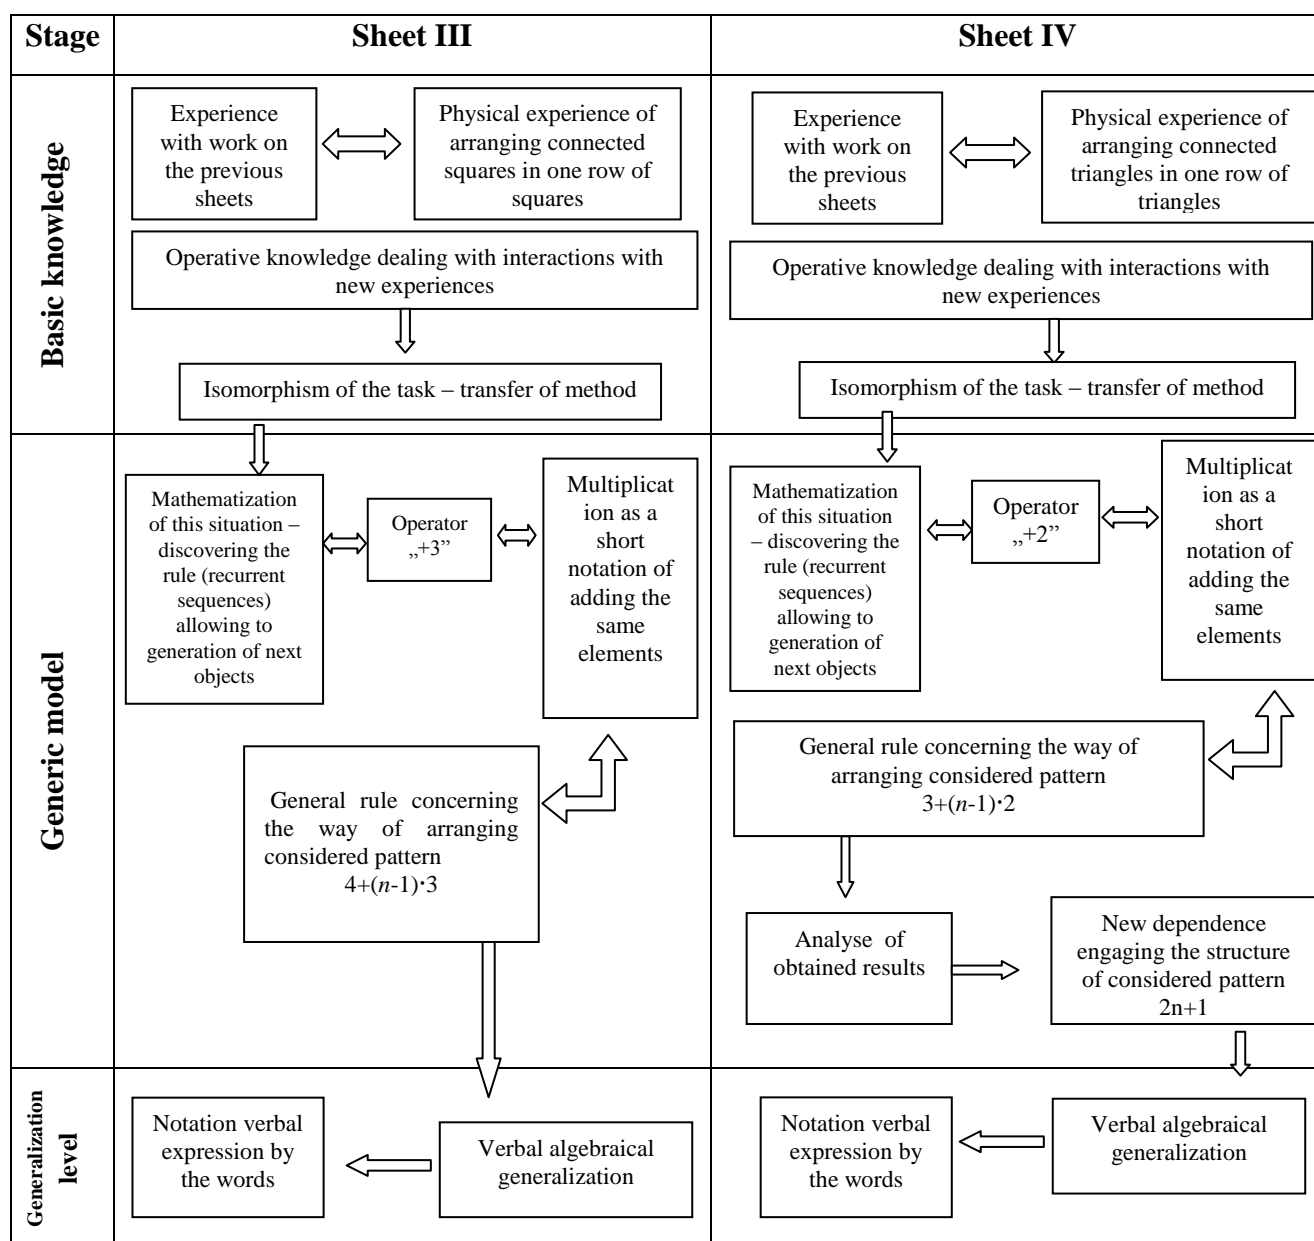 Stage
Sheet III
Sheet IV
Basic knowledge
Experience
with work on
the previous
sheets
Physical experience of
arranging connected
squares in one row of
squares
Operative knowledge dealing with interactions with
new experiences
Isomorphism of the task – transfer of method
Experience
with work on
the previous
sheets
Physical experience of
arranging connected
triangles in one row of
triangles
Operative knowledge dealing with interactions with
new experiences
Isomorphism of the task – transfer of method
Generic model
Mathematization
of this situation –
discovering the
rule (recurrent
sequences)
allowing to
generation of next
objects
Operator
„+3”
Multiplicat
ion as a
short
notation of
adding the
same
elements
General rule concerning
the way of arranging
considered pattern
4+(n-1)·3
Mathematization
of this situation
– discovering the
rule (recurrent
sequences)
allowing to
generation of
next objects
Operator
„+2”
Multiplicat
ion as a
short
notation of
adding the
same
elements
General rule concerning the way of
arranging considered pattern
3+(n-1)·2
Analyse of
obtained results
New dependence
engaging the structure
of considered pattern
2n+1
Generalization
level
Notation verbal
expression by
the words
Verbal algebraical
generalization
Notation verbal
expression by
the words
Verbal algebraical
generalization